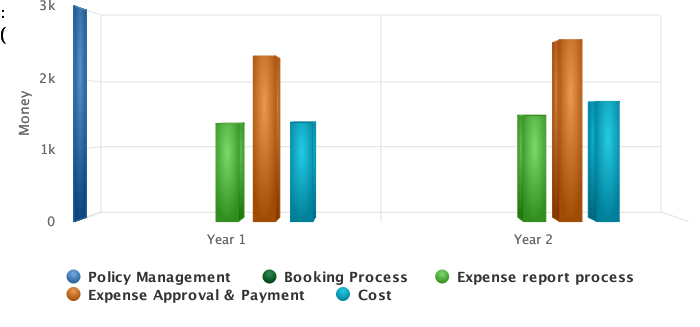 :
(
3k
2k
1k
0
Money
Year 1
Year 2
Policy Management
Booking Process
Expense report process
Expense Approval & Payment
Cost